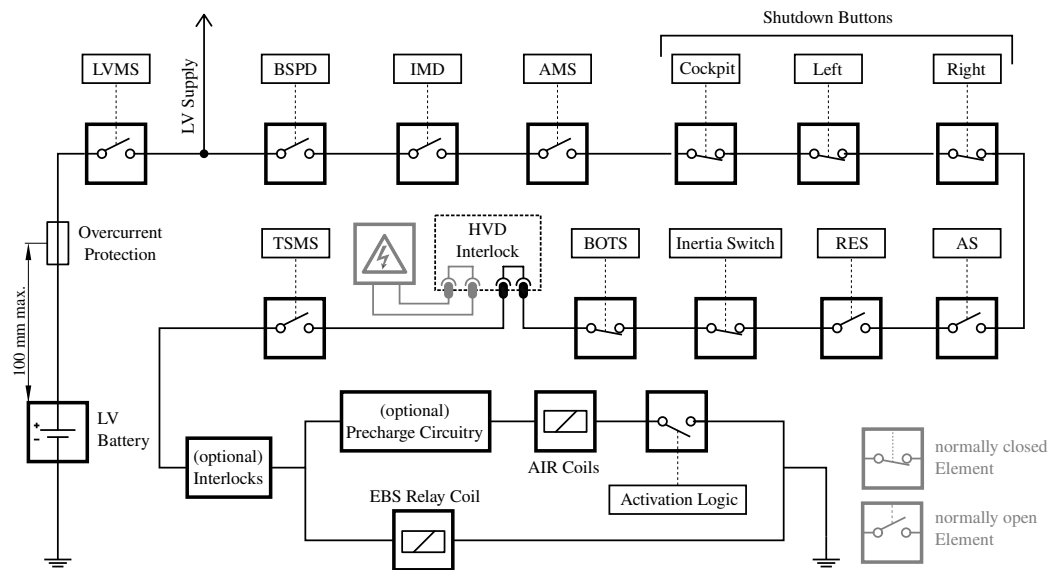 Shutdown Buttons
LVMS
BSPD
IMD
AMS
Cockpit
Left
Right
LV Supply
Overcurrent
Protection
100 mm max.
TSMS
HVD
Interlock
BOTS
Inertia Switch
RES
AS
+
-
LV
Battery
(optional)
Interlocks
(optional)
Precharge Circuitry
AIR Coils
Activation Logic
EBS Relay Coil
normally closed
Element
normally open
Element